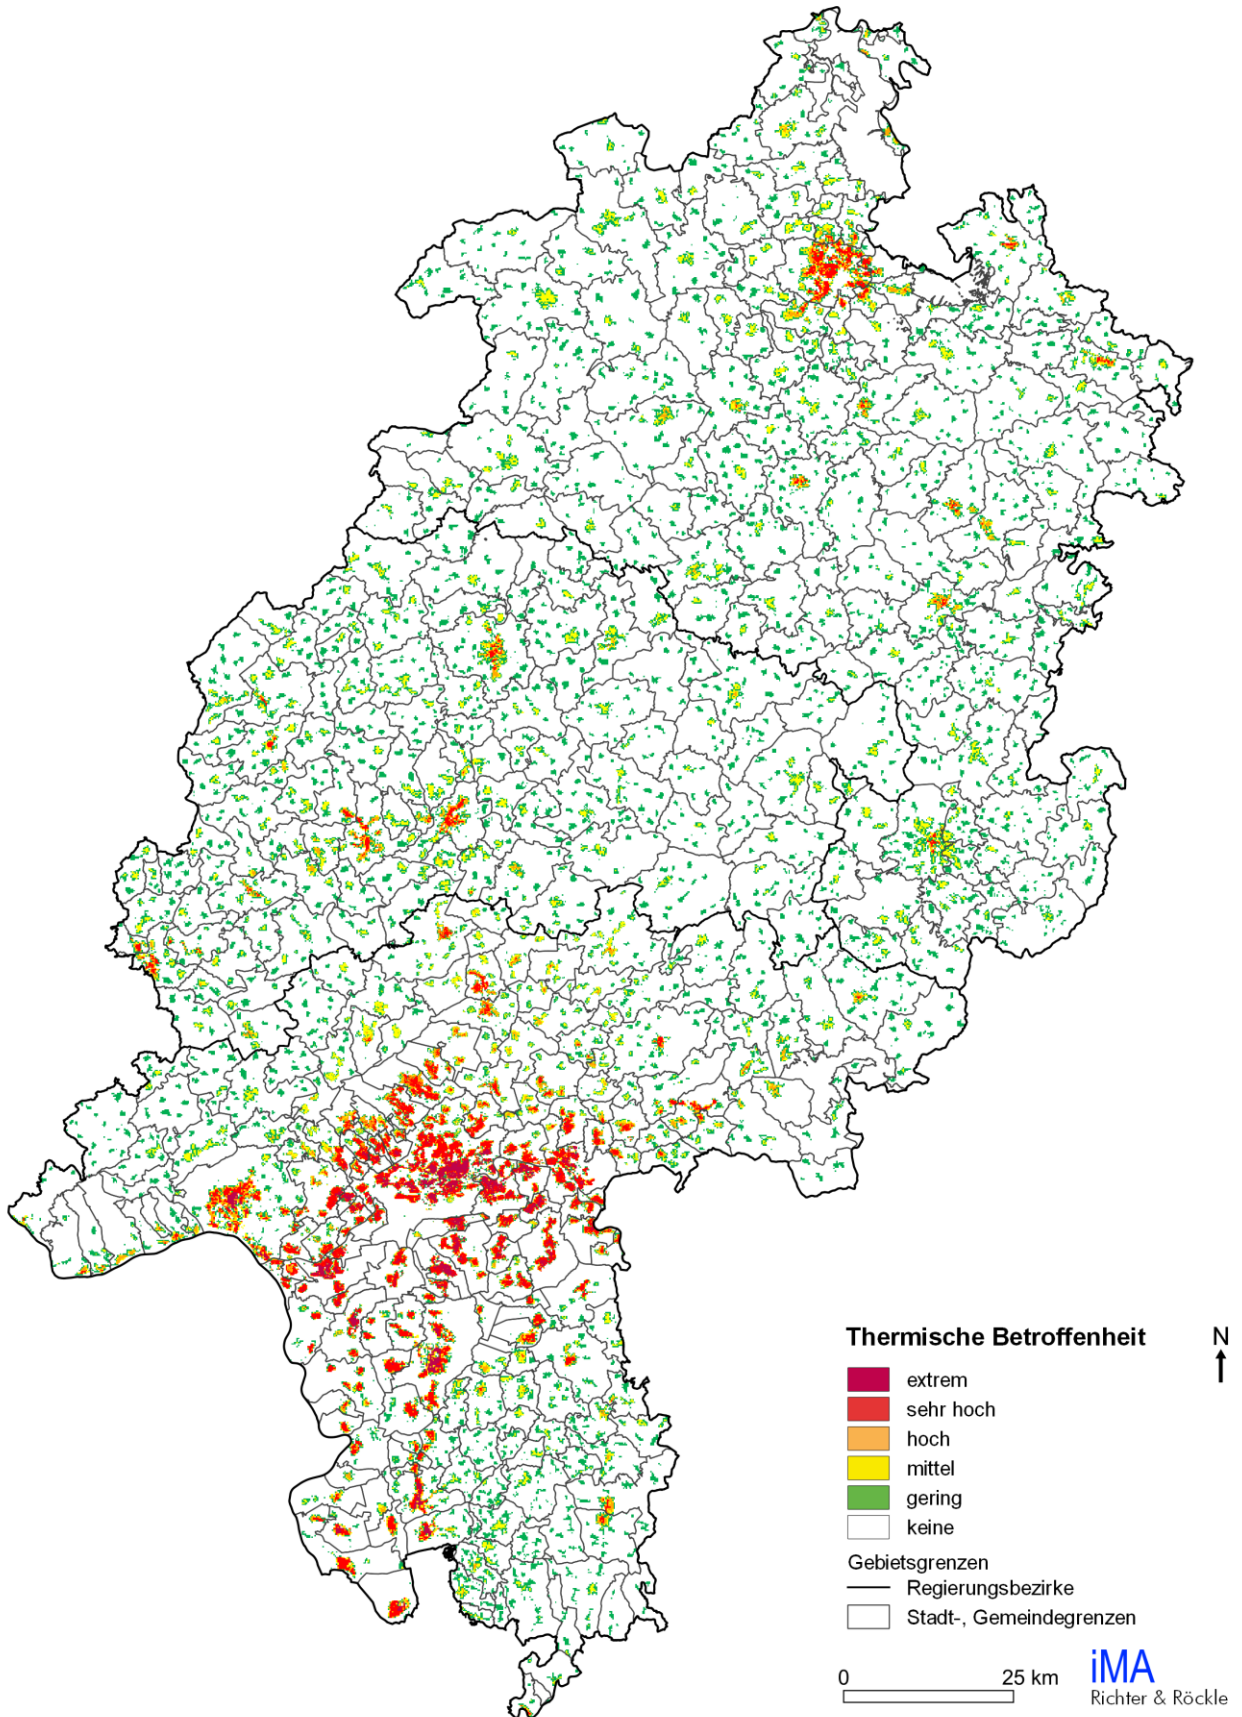 Thermische Betroffenheit
N
extrem
sehr hoch
hoch
mittel
gering
keine
Gebietsgrenzen
Regierungsbezirke
Stadt-, Gemeindegrenzen
0 25 km
iMA
Richter & Röckle